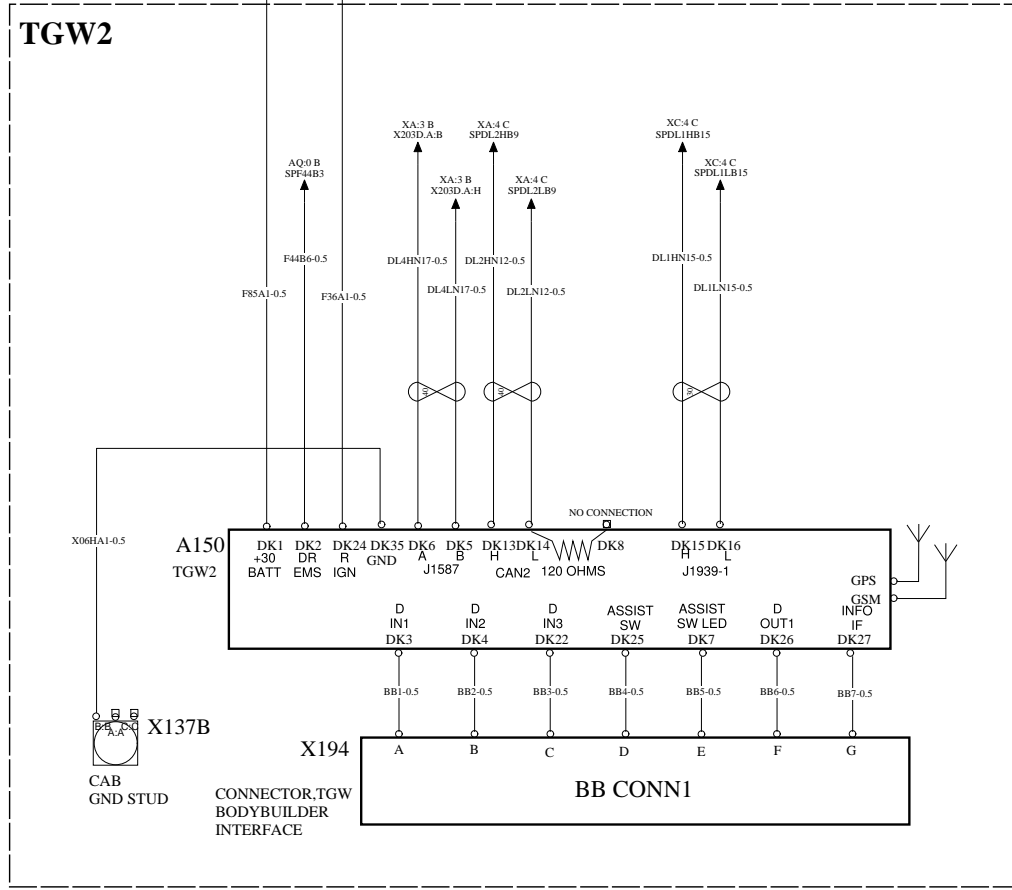 TGW2
XA:3 B
X203D.A:B
XA:4 C
SPDL2HB9
XC:4 C
SPDL1HB15
AQ:0 B
SPF44B3
XA:3 B
X203D.A:H
XA:4 C
SPDL2LB9
XC:4 C
SPDL1LB15
F44B6-0.5
DL4HN17-0.5
DL2HN12-0.5
DL1HN15-0.5
F85A1-0.5
F36A1-0.5
DL4LN17-0.5
DL2LN12-0.5
DL1LN15-0.5
40
40
30
X06HA1-0.5
NO CONNECTION
A150
TGW2
DK1
+30
BATT
DK2
DR
EMS
DK24
R
IGN
DK35
GND
DK6
A
DK5
B
J1587
DK13
H
DK14
L
CAN2
120 OHMS
DK8
DK15
H
DK16
L
J1939-1
GPS
GSM
D
IN1
DK3
D
IN2
DK4
D
IN3
DK22
ASSIST
SW
DK25
ASSIST
SW LED
DK7
D
OUT1
DK26
INFO
IF
DK27
BB1-0.5
BB2-0.5
BB3-0.5
BB4-0.5
BB5-0.5
BB6-0.5
BB7-0.5
B:B
C:C
A:A
X137B
CAB
GND STUD
X194
A
B
C
D
E
F
G
BB CONN1
CONNECTOR,TGW
BODYBUILDER
INTERFACE